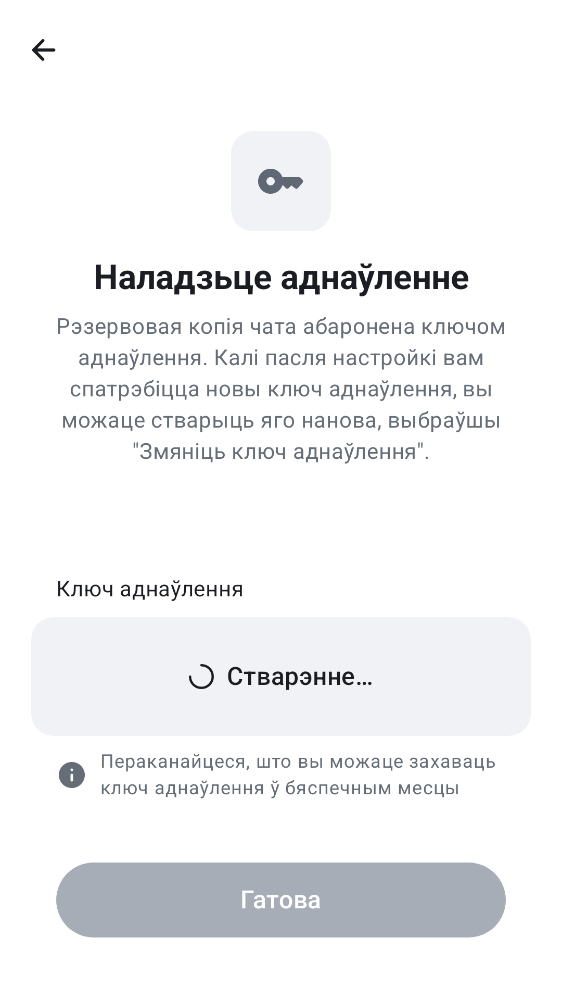 Наладзьце аднаўленне
Рэзервовая копія чата абаронена ключом
аднаўлення. Калі пасля настройкі вам
спатрэбіцца новы ключ аднаўлення, вы
можаце стварыць яго нанова, выбраўшы
"Змяніць ключ аднаўлення".
Ключ аднаўлення
Стварэнне…
Пераканайцеся, што вы можаце захаваць
ключ аднаўлення ў бяспечным месцы
Гатова